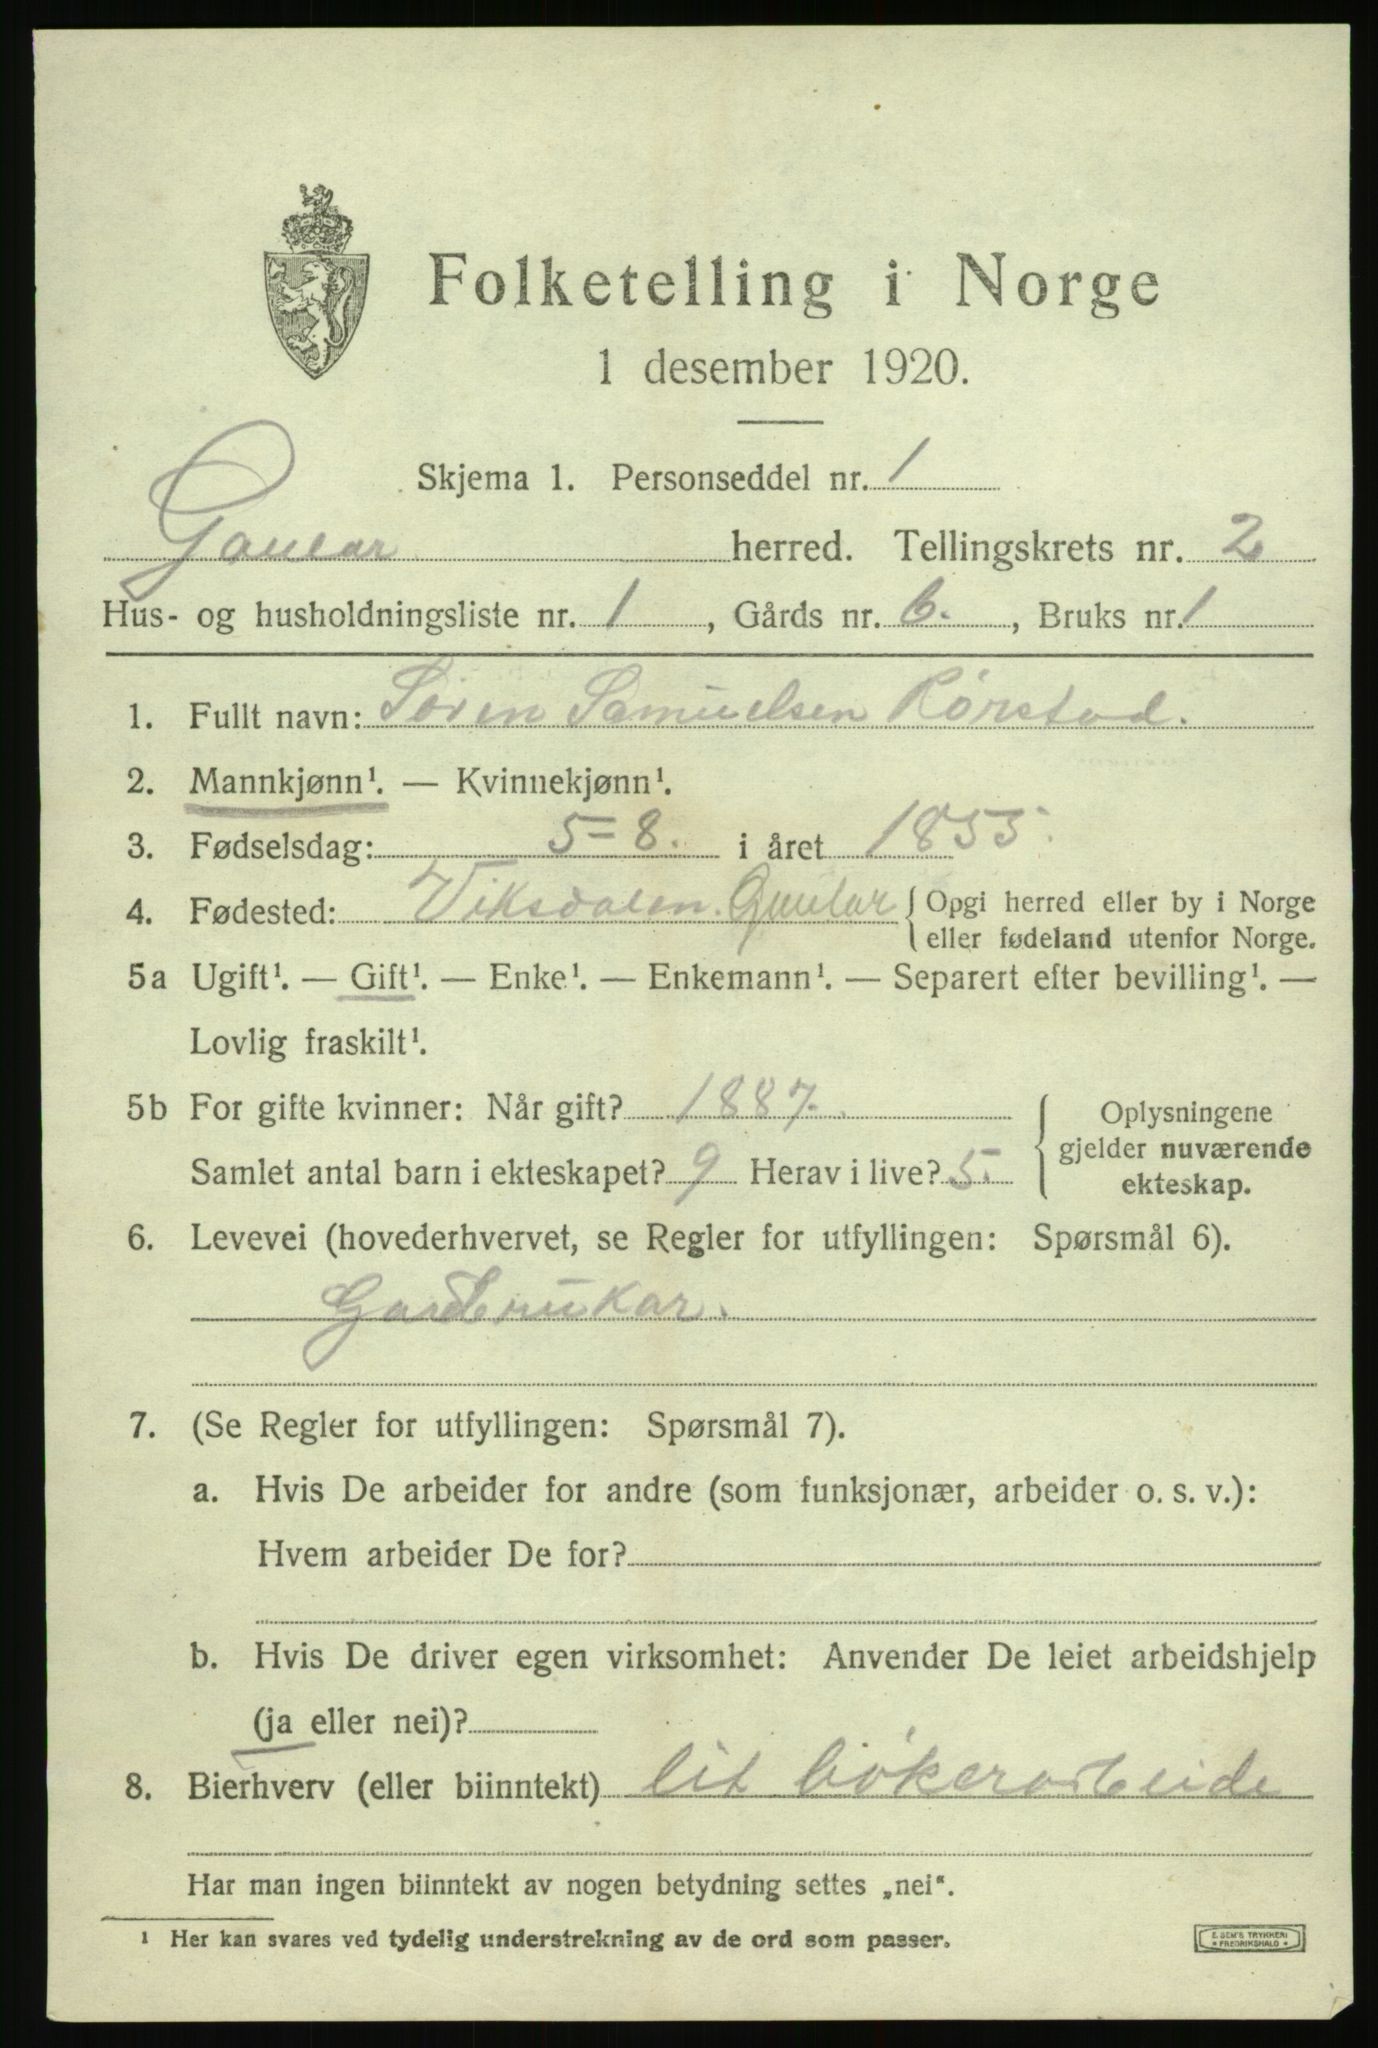 Folketelling i Norge
1 desember 1920.
Skjema 1. Personseddel nr. 1
Gaular herred. Tellingskrets nr. 2
Hus- og husholdningsliste nr. 1, Gårds nr. 6., Bruks nr. 1
1. Fullt navn: Søren Samuelsen Rørstad.
2. Mannkjønn¹. — Kvinnekjønn¹.
3. Fødselsdag: 5-8. i året 1855.
4. Fødested: Viksdalen. Gaular { Opgi herred eller by i Norge
eller fødeland utenfor Norge.
5a Ugift¹. — Gift¹. — Enke¹. — Enkemann¹. — Separert efter bevilling¹. —
Lovlig fraskilt¹.
5b For gifte kvinner: Når gift? 1887.
Samlet antal barn i ekteskapet? 9 Herav i live? 5.
{ Oplysningene
gjelder nuværende
ekteskap.
6. Levevei (hovederhvervet, se Regler for utfyllingen: Spørsmål 6).
Gardbrukar.
7. (Se Regler for utfyllingen: Spørsmål 7).
a. Hvis De arbeider for andre (som funksjonær, arbeider o. s. v.):
Hvem arbeider De for?
b. Hvis De driver egen virksomhet: Anvender De leiet arbeidshjelp
(ja eller nei)?
8. Bierhverv (eller biinntekt) lit bökerarbeide
Har man ingen biinntekt av nogen betydning settes „nei“.
¹ Her kan svares ved tydelig understrekning av de ord som passer.
E. SEM'S TRYKKERI
FREDRIKSHALD